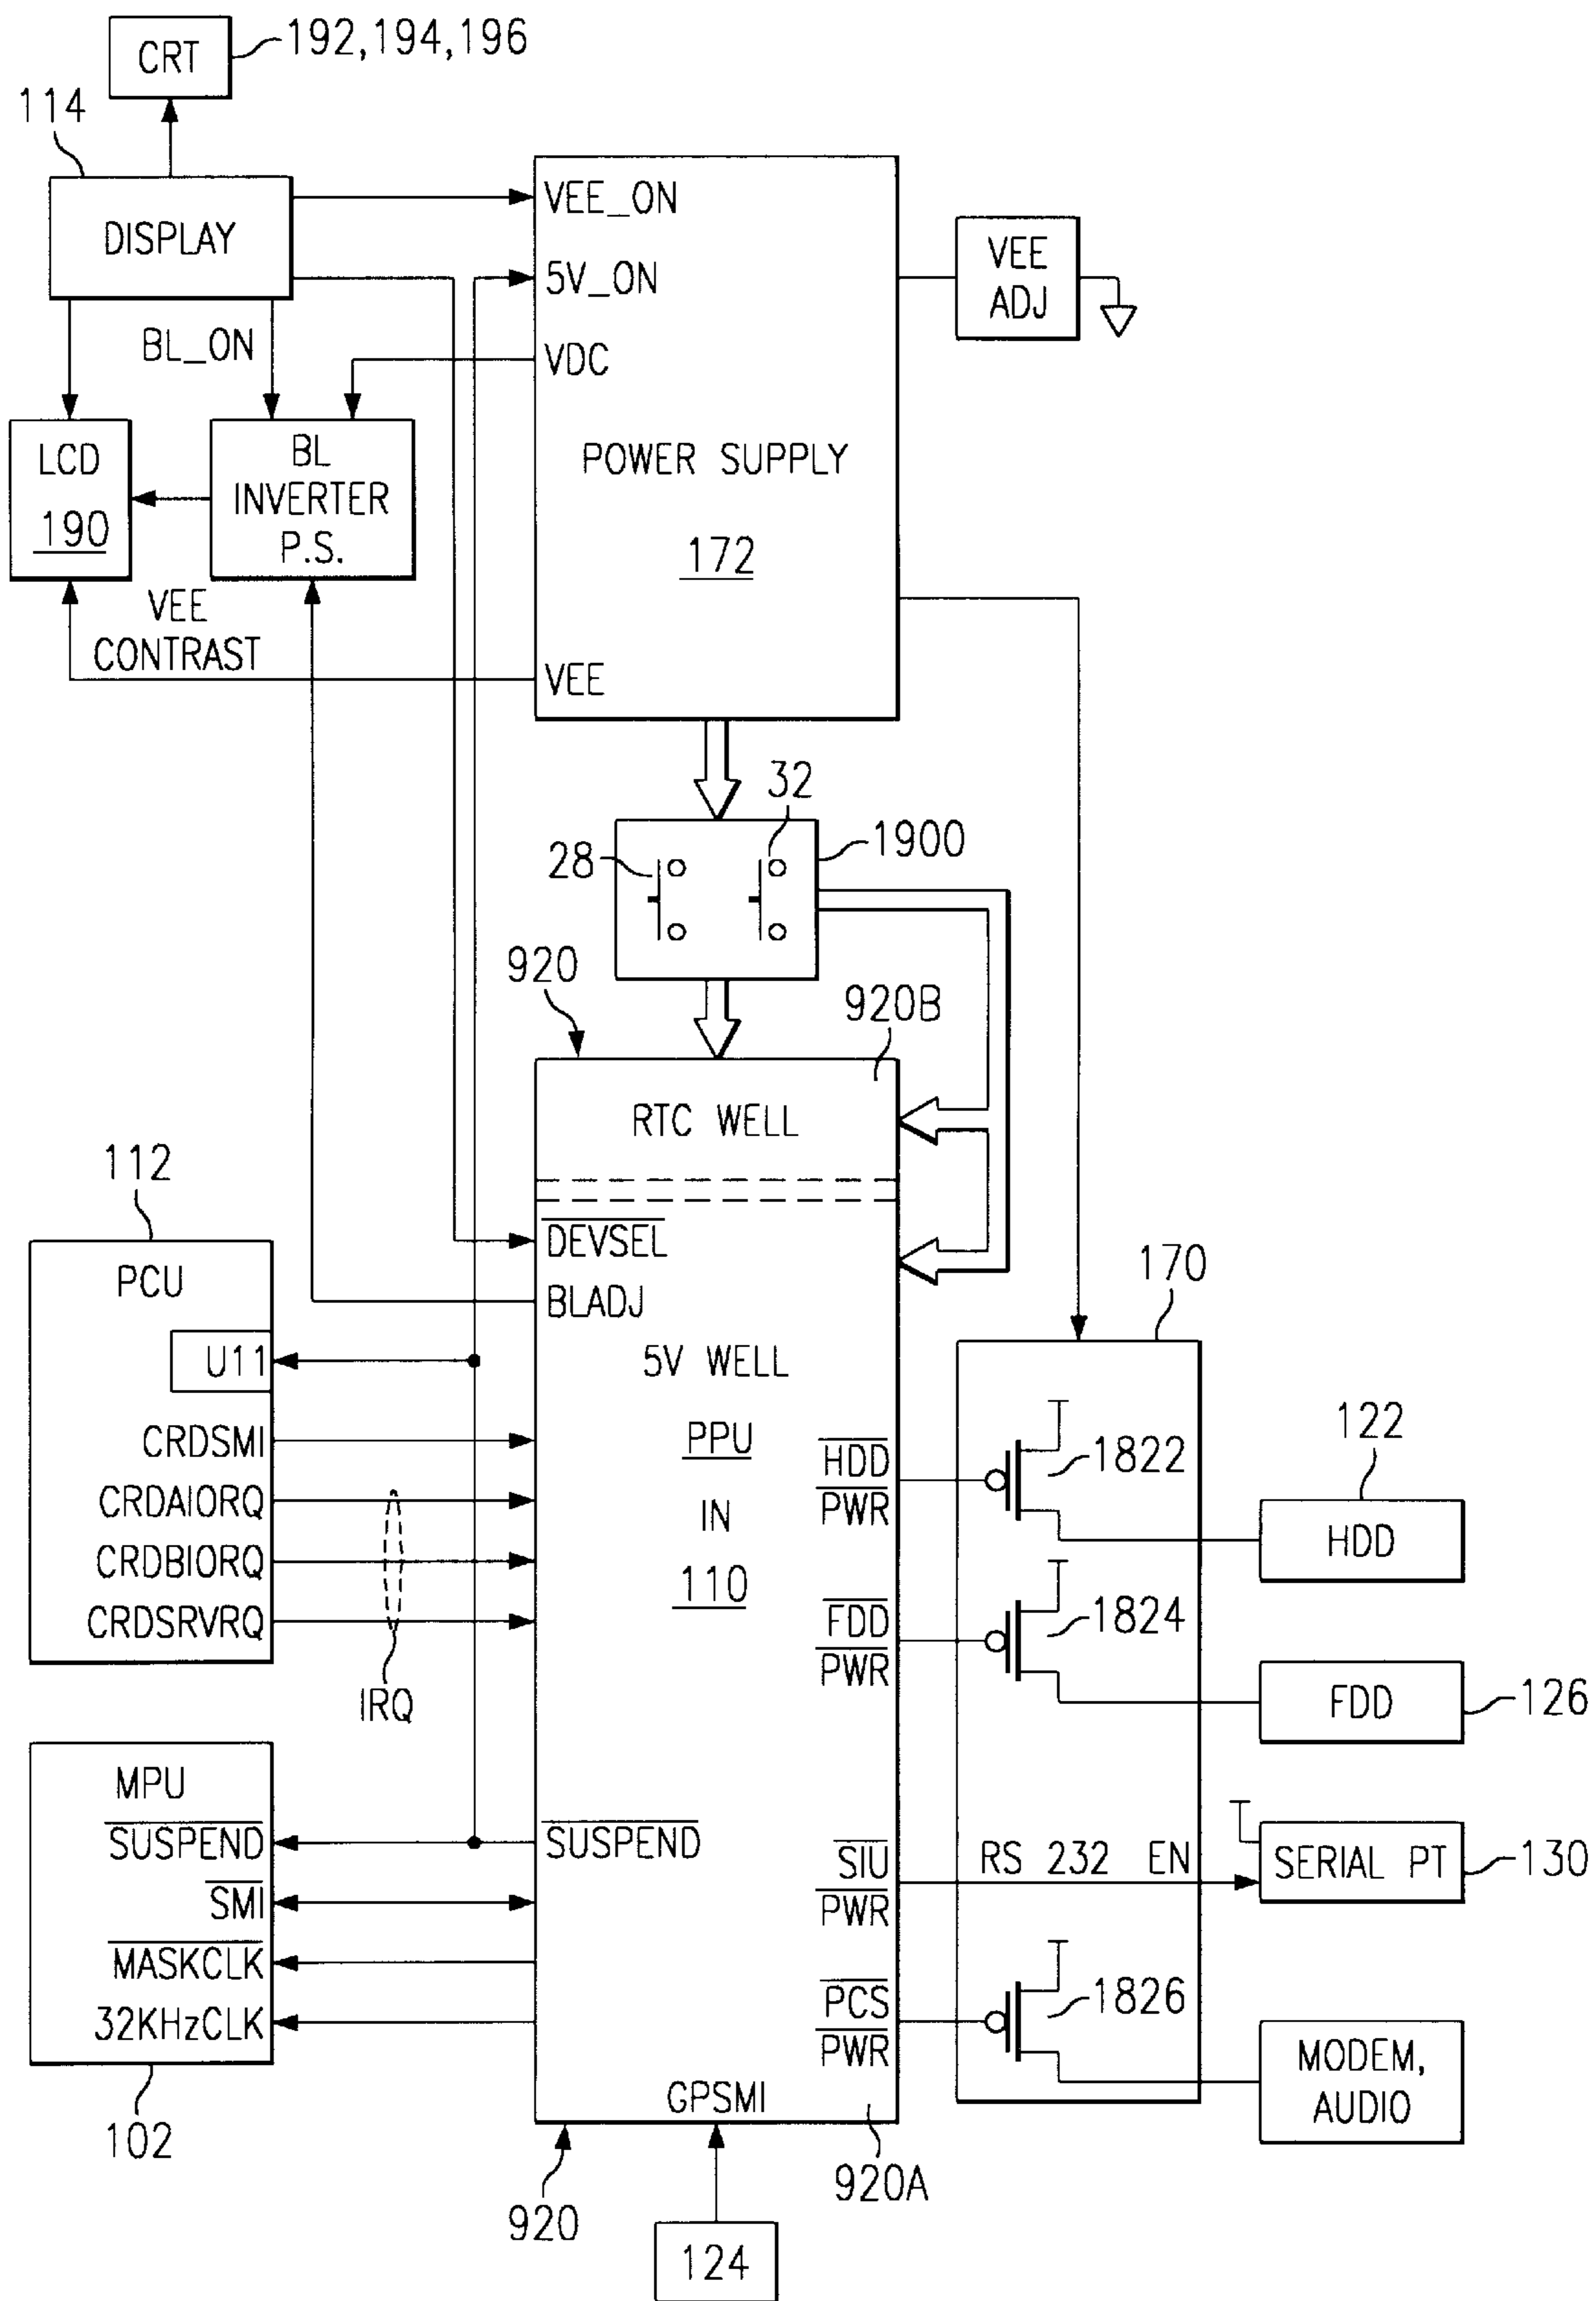 CRT
192,194,196
114
DISPLAY
VEE_ON
5V_ON
VDC
POWER SUPPLY
172
VEE
VEE
ADJ
BL_ON
LCD
190
BL
INVERTER
P.S.
VEE
CONTRAST
32
28
1900
920
920B
RTC WELL
112
PCU
U11
CRDSMI
CRDAIORQ
CRDBIORQ
CRDSRVRQ
IRQ
DEVSEL
BLADJ
5V WELL
PPU
IN
110
HDD
PWR
FDD
PWR
170
1822
122
HDD
1824
FDD
126
MPU
SUSPEND
SMI
MASKCLK
32KHzCLK
102
SUSPEND
SIU
PWR
RS 232 EN
SERIAL PT
130
PCS
PWR
1826
MODEM,
AUDIO
GPSMI
920
920A
124